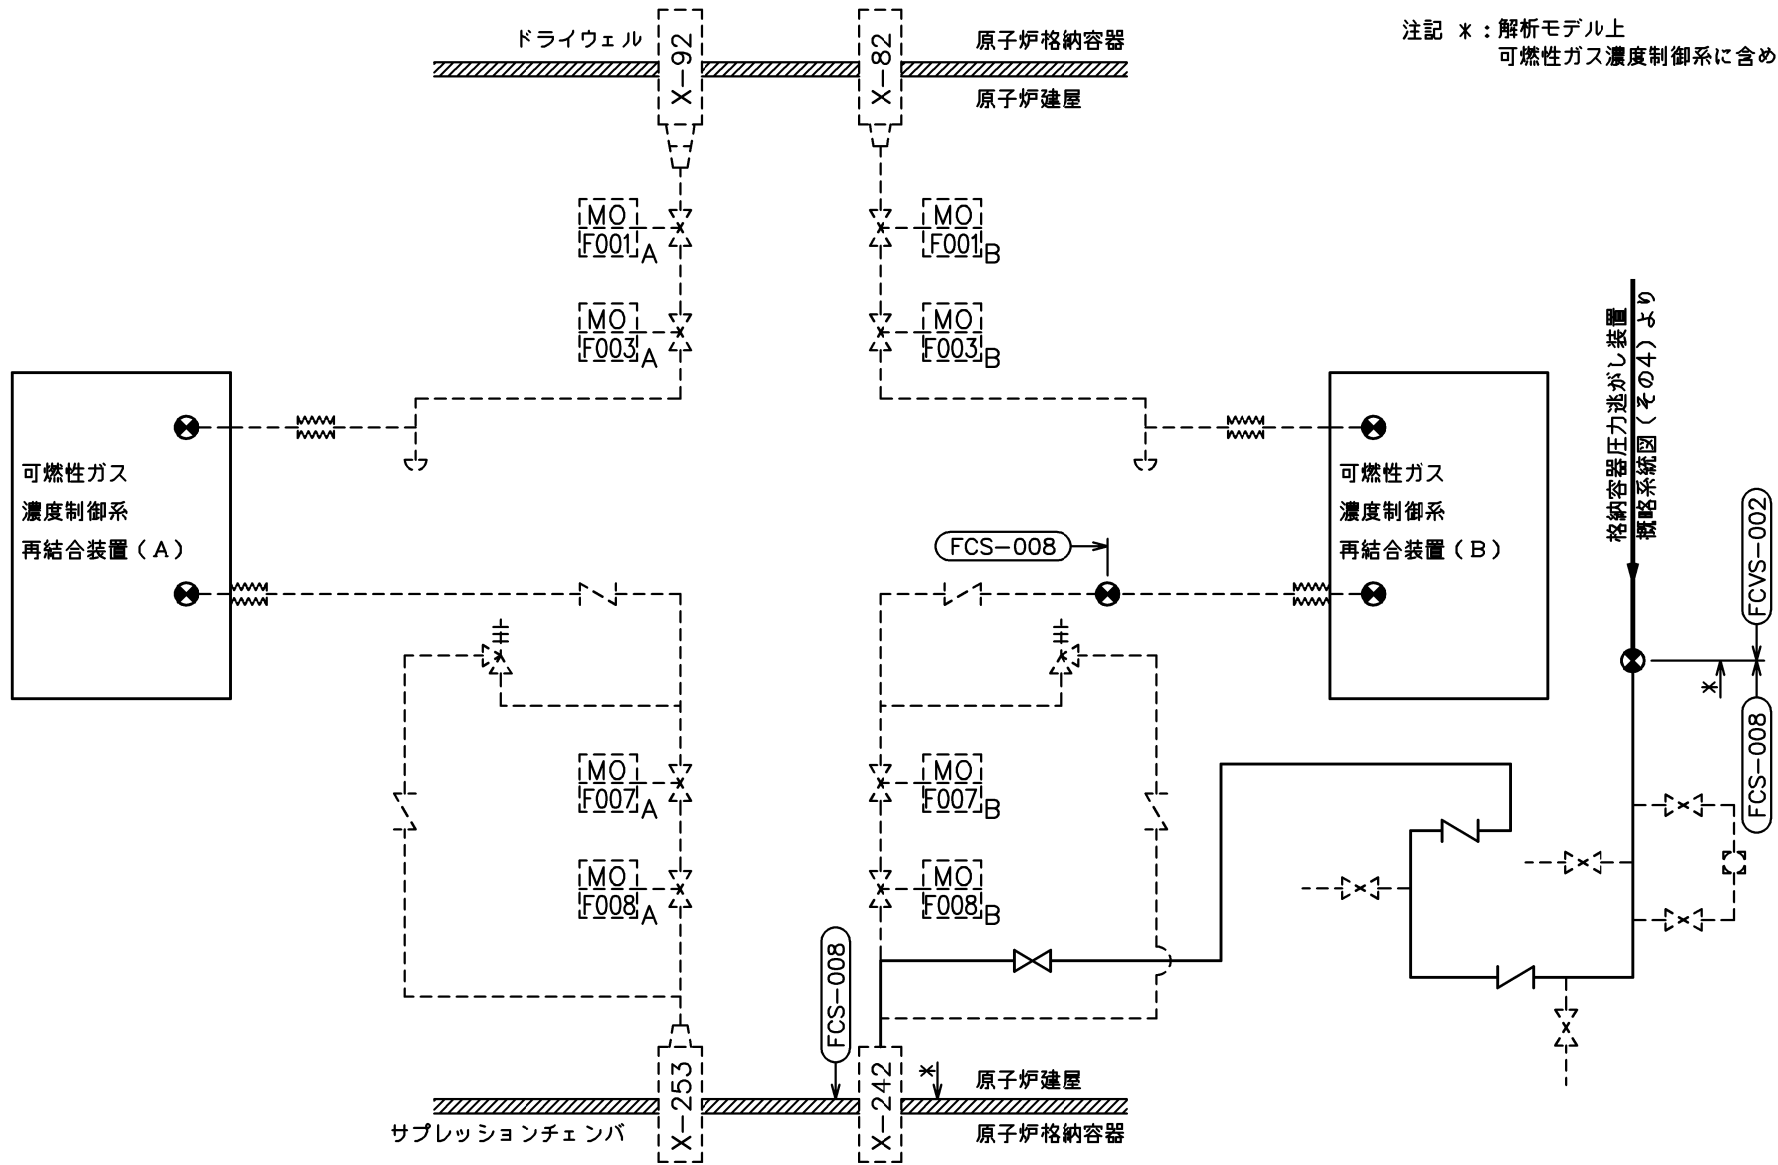 注記 *:解析モデル上
可燃性ガス濃度制御系に含め
ドライウェル
X-92
X-82
原子炉格納容器
原子炉建屋
MO
F001 A
MO
F001 B
MO
F003 A
MO
F003 B
可燃性ガス
濃度制御系
再結合装置(A)
FCS-008
可燃性ガス
濃度制御系
再結合装置(B)
格納容器圧力逃がし装置
概略系統図(その4)より
FCVS-002
*
FCS-008
MO
F007 A
MO
F007 B
MO
F008 A
MO
F008 B
FCS-008
*
X-253
X-242
原子炉建屋
サプレッションチェンバ
原子炉格納容器